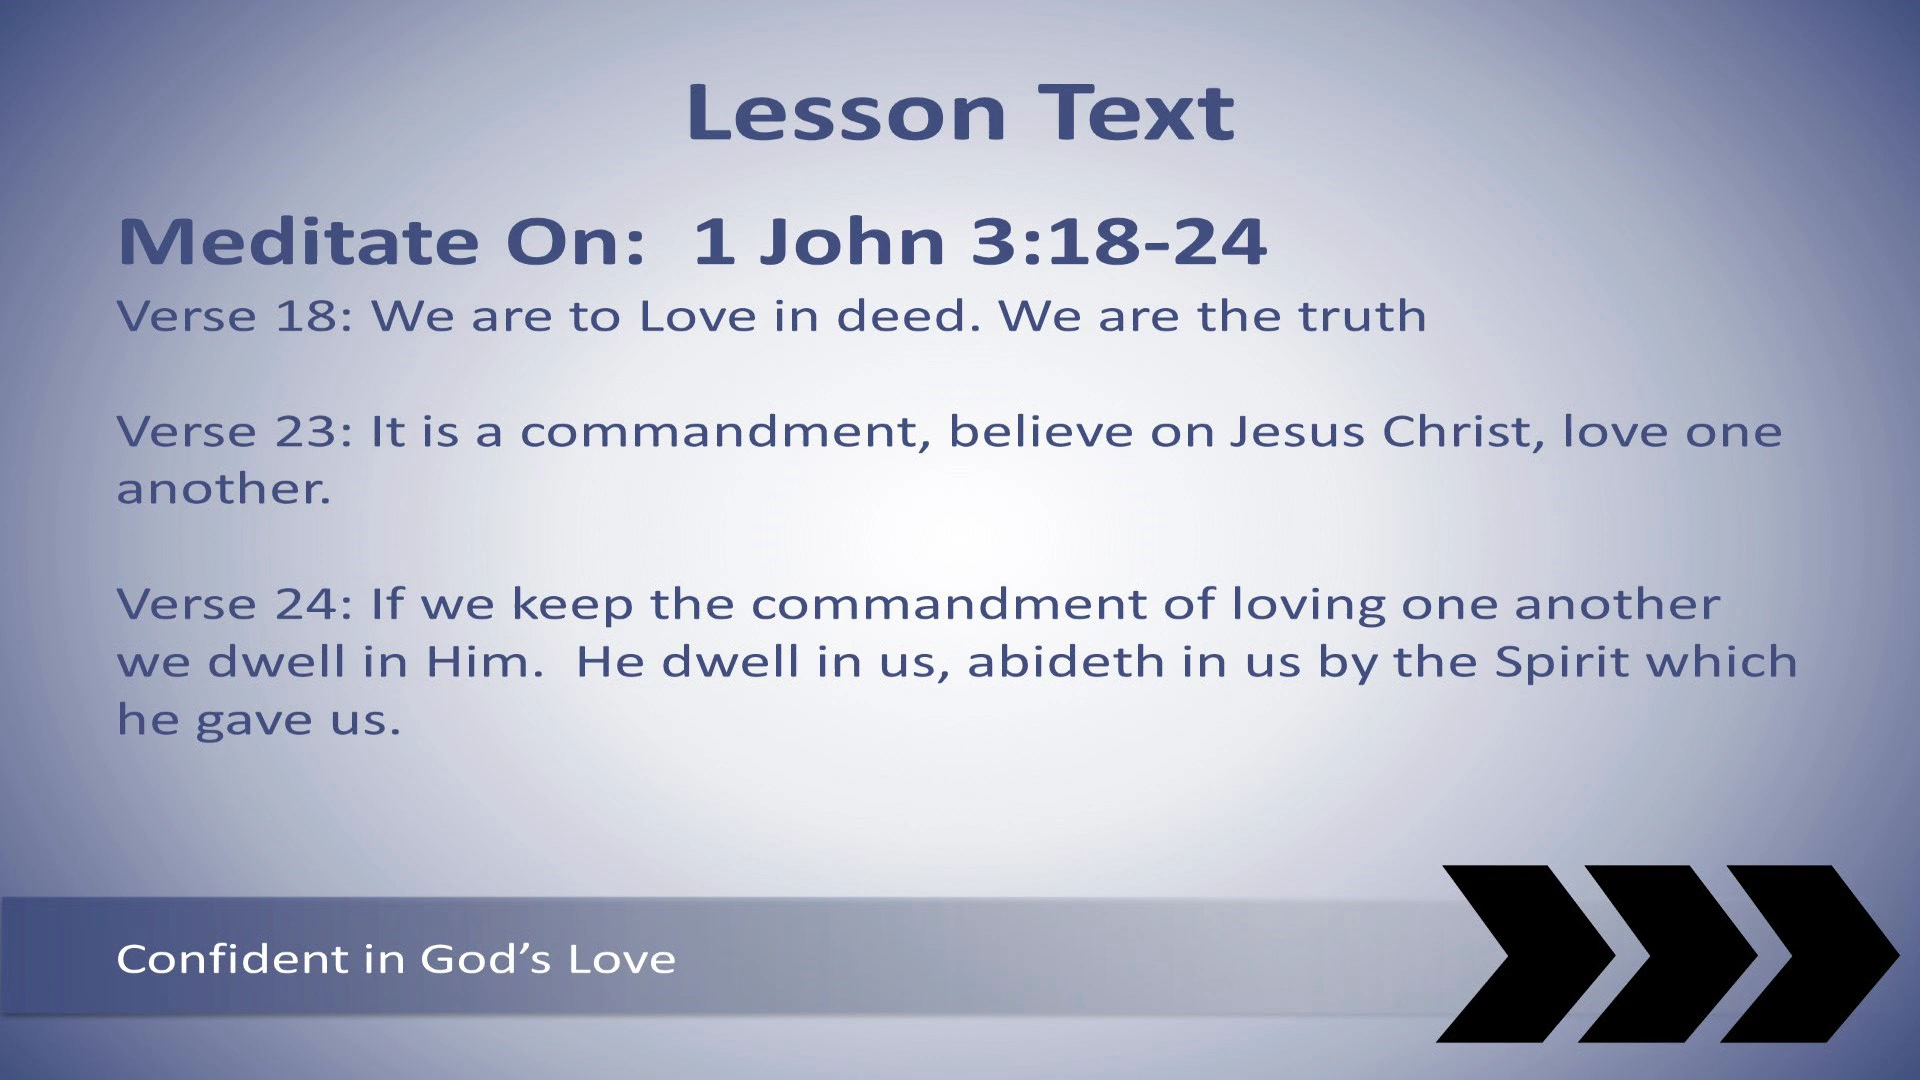 Lesson Text
Meditate On:  1 John 3:18-24
Verse 18: We are to Love in deed. We are the truth
Verse 23: It is a commandment, believe on Jesus Christ, love one
another.
Verse 24: If we keep the commandment of loving one another
we dwell in Him.  He dwell in us, abideth in us by the Spirit which
he gave us.
Confident in God’s Love